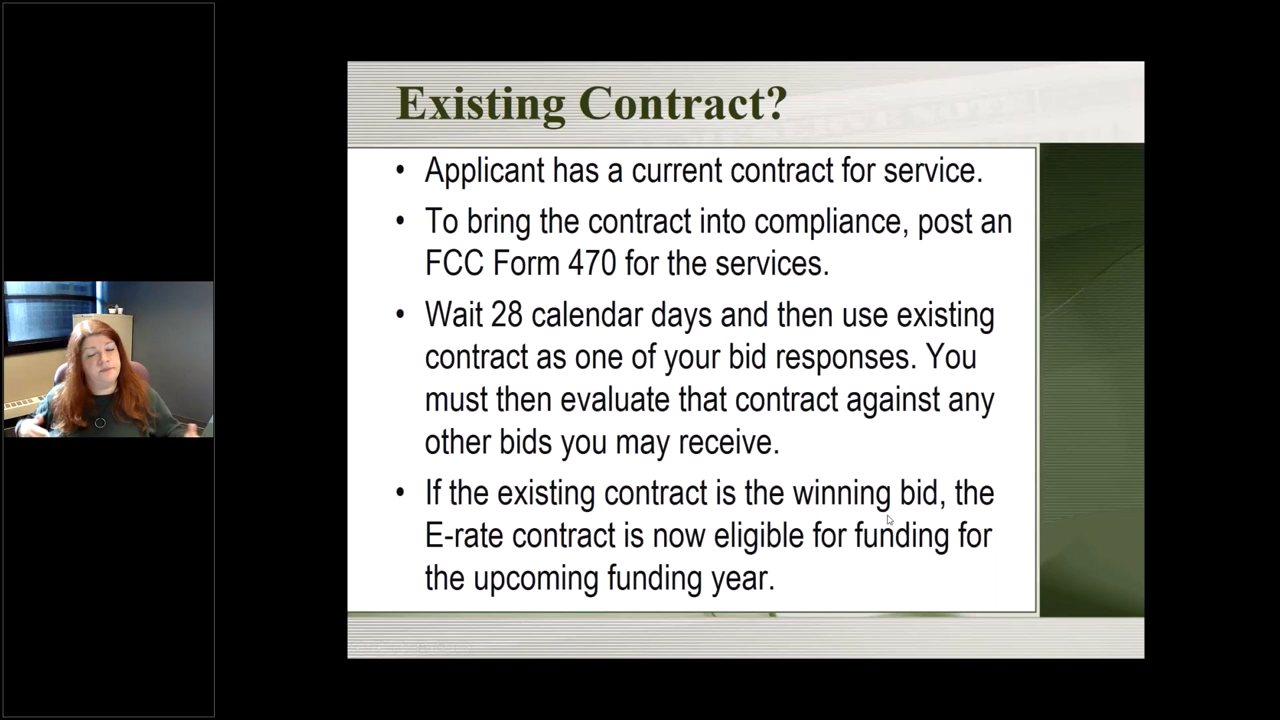 Existing Contract?
• Applicant has a current contract for service.
• To bring the contract into compliance, post an
FCC Form 470 for the services.
• Wait 28 calendar days and then use existing
contract as one of your bid responses. You
must then evaluate that contract against any
other bids you may receive.
• If the existing contract is the winning bid, the
E-rate contract is now eligible for funding for
the upcoming funding year.